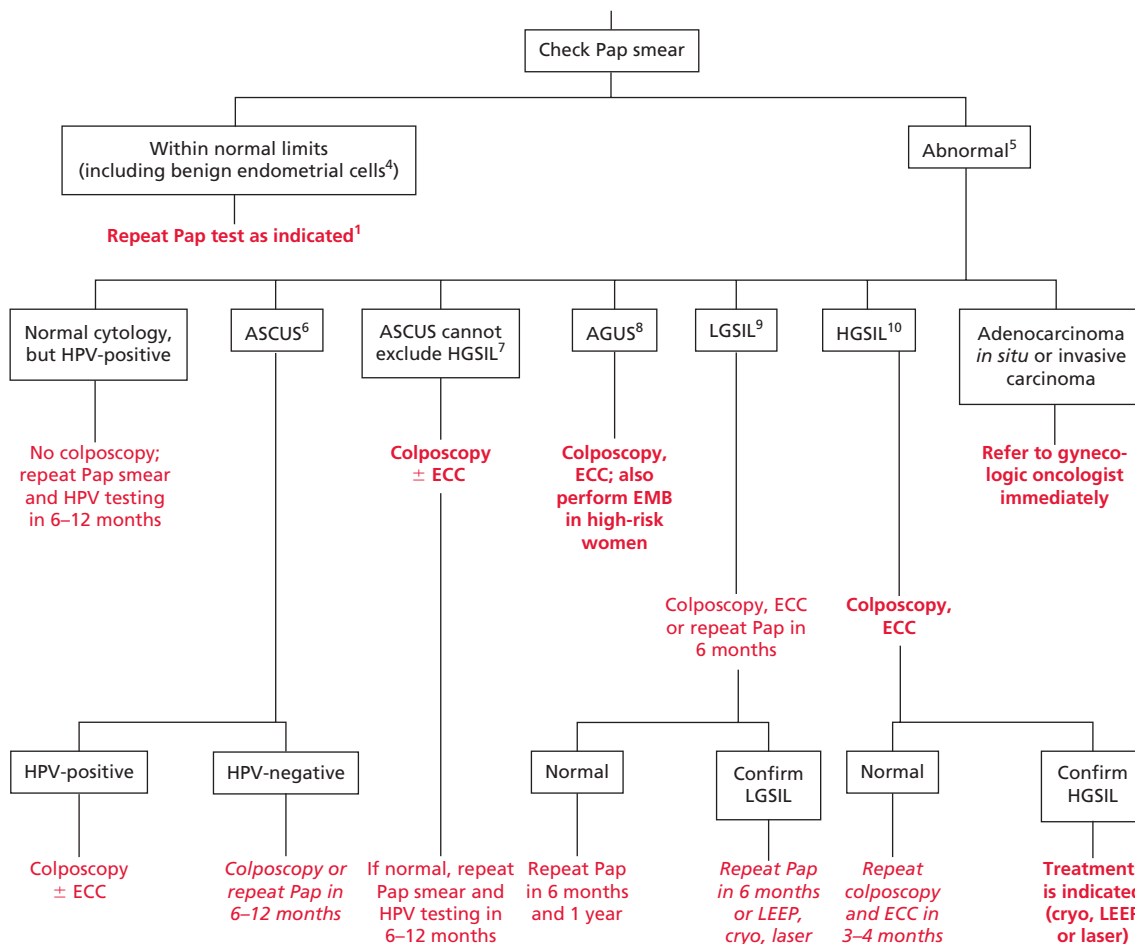 Check Pap smear
Within normal limits
(including benign endometrial cells⁴)
Abnormal⁵
Repeat Pap test as indicated¹
Normal cytology,
but HPV-positive
ASCUS⁶
ASCUS cannot
exclude HGSIL⁷
AGUS⁸
LGSIL⁹
HGSIL¹⁰
Adenocarcinoma
in situ or invasive
carcinoma
No colposcopy;
repeat Pap smear
and HPV testing
in 6–12 months
Colposcopy
± ECC
Colposcopy,
ECC; also
perform EMB
in high-risk
women
Refer to gyneco-
logic oncologist
immediately
Colposcopy, ECC
or repeat Pap in
6 months
Colposcopy,
ECC
HPV-positive
HPV-negative
Normal
Confirm
LGSIL
Normal
Confirm
HGSIL
Colposcopy
± ECC
Colposcopy or
repeat Pap in
6–12 months
If normal, repeat
Pap smear and
HPV testing in
6–12 months
Repeat Pap
in 6 months
and 1 year
Repeat Pap
in 6 months
or LEEP,
cryo, laser
Repeat
colposcopy
and ECC in
3–4 months
Treatment
is indicated
(cryo, LEEP
or laser)